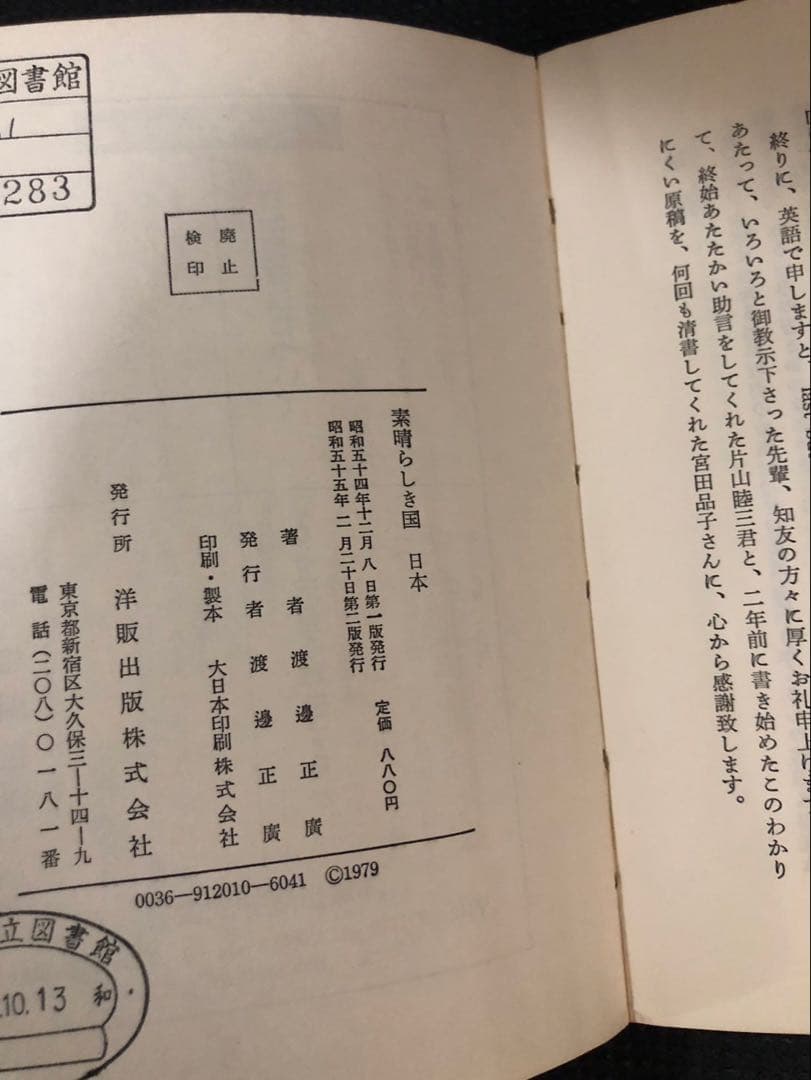 終りに、英語で申しますと、
あたって、いろいろと御教示下さった先輩、知友の方々に厚くお礼申上げます
て、終始あたたかい助言をしてくれた片山睦三君と、二年前に書き始めたこのわかり
にくい原稿を、何回も清書してくれた宮田品子さんに、心から感謝致します。
図書館
283
廃止
検印
素晴らしき国 日本
昭和五十四年十二月 八 日第一版発行
昭和五十五年 二 月二十日第二版発行
定価 八八〇円
著者 渡邉正廣
発行者 渡邉正廣
印刷・製本 大日本印刷株式会社
発行所 洋販出版株式会社
東京都新宿区大久保三ー十四ー九
電話(二〇八)〇一八一番
0036—912010—6041 ©1979
立図書館
.10.13 和